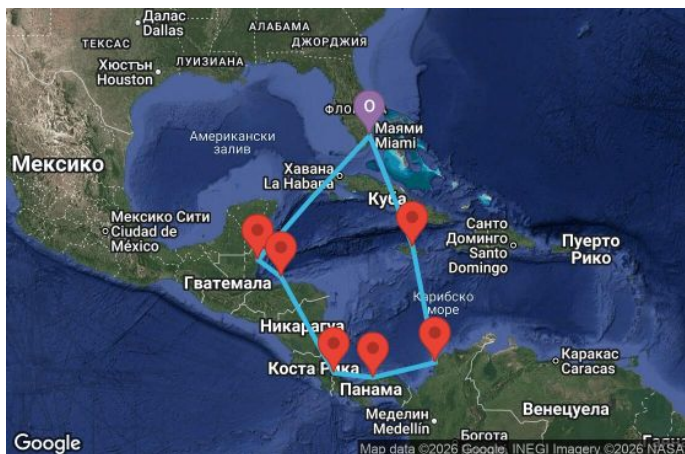 Далас
Dallas
АЛАБАМА
ТЕКСАС
ДЖОРДЖИЯ
ЛУИЗИАНА
Хюстън
Houston
ФЛО
O
Маями
Miami
Американски
залив
Мексико
Хавана
La Habana
Куба
Мексико Сити
Ciudad de
México
Санто
Доминго
Santo
Domingo
Пуерто
Рико
Гватемала
Карибско
море
Никарагуа
Коста Рика
Панама
Каракас
Caracas
Меделин
Medellín
Венецуела
Богота
Google
Map data ©2026 Google, INEGI Imagery ©2026 NASA